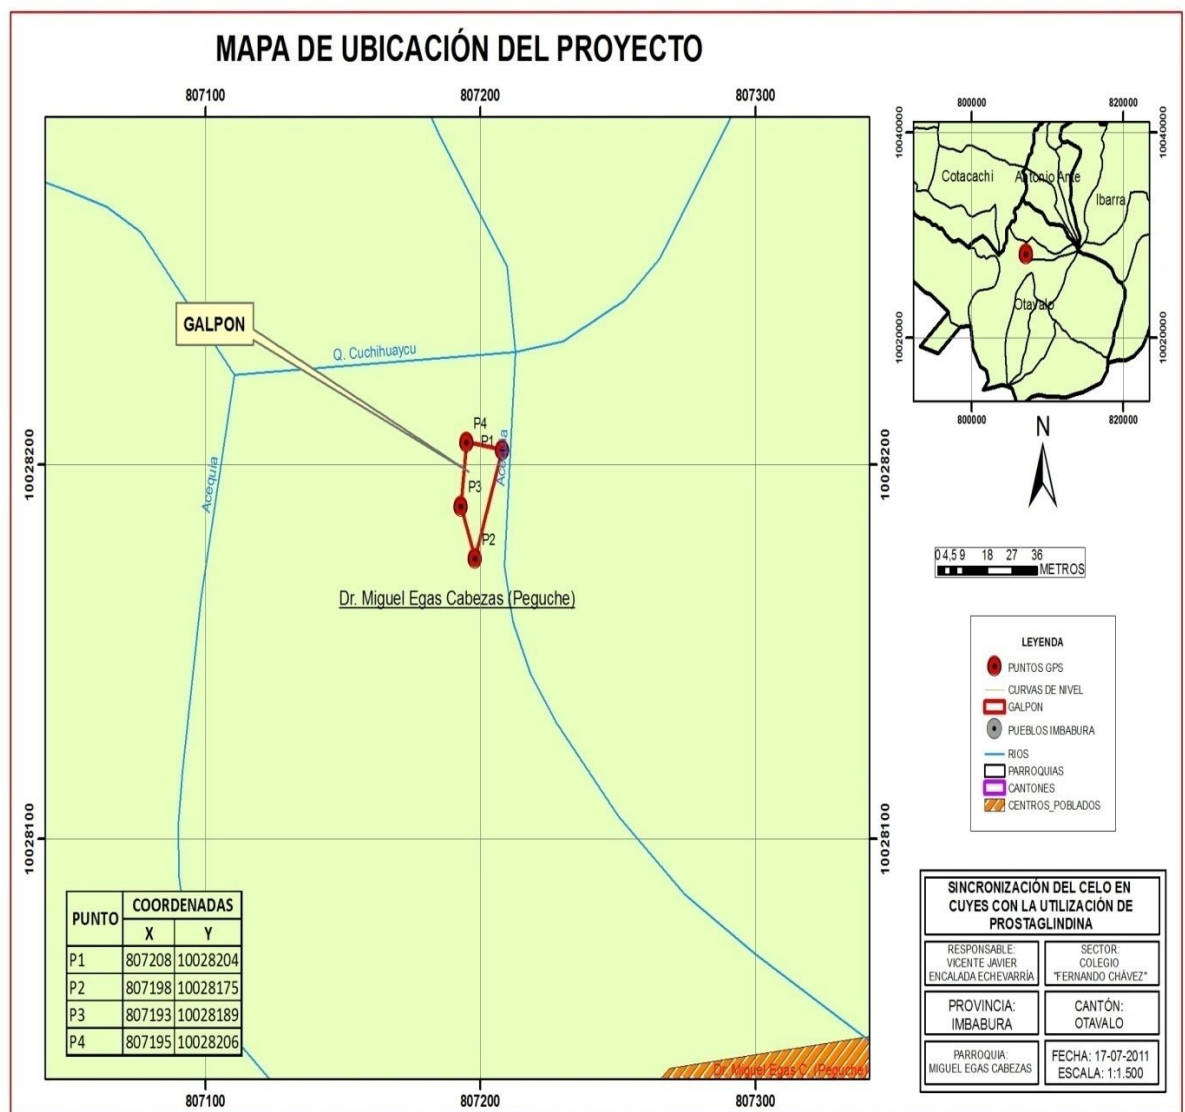 MAPA DE UBICACIÓN DEL PROYECTO
807100 807200 807300
800000 820000
10040000 10040000
Cotacachi Antonio Ante
Ibarra
Otavalo
10020000 10020000
800000 820000
GALPON
Q. Cuchihuaycu
P4
P1
Acequia
Acequia
P3
P2
10028200 10028200
Dr. Miguel Egas Cabezas (Peguche)
N
0 4,5 9 18 27 36
METROS
LEYENDA
PUNTOS GPS
CURVAS DE NIVEL
GALPON
PUEBLOS IMBABURA
RIOS
PARROQUIAS
CANTONES
CENTROS_POBLADOS
10028100 10028100
PUNTO COORDENADAS
X Y
P1 807208 10028204
P2 807198 10028175
P3 807193 10028189
P4 807195 10028206
Dr. Miguel Egas C. (Peguche)
807100 807200 807300
SINCRONIZACIÓN DEL CELO EN
CUYES CON LA UTILIZACIÓN DE
PROSTAGLINDINA
RESPONSABLE:
VICENTE JAVIER
ENCALADA ECHEVARRÍA
SECTOR:
COLEGIO
"FERNANDO CHÁVEZ"
PROVINCIA:
IMBABURA
CANTÓN:
OTAVALO
PARROQUIA:
MIGUEL EGAS CABEZAS
FECHA: 17-07-2011
ESCALA: 1:1.500